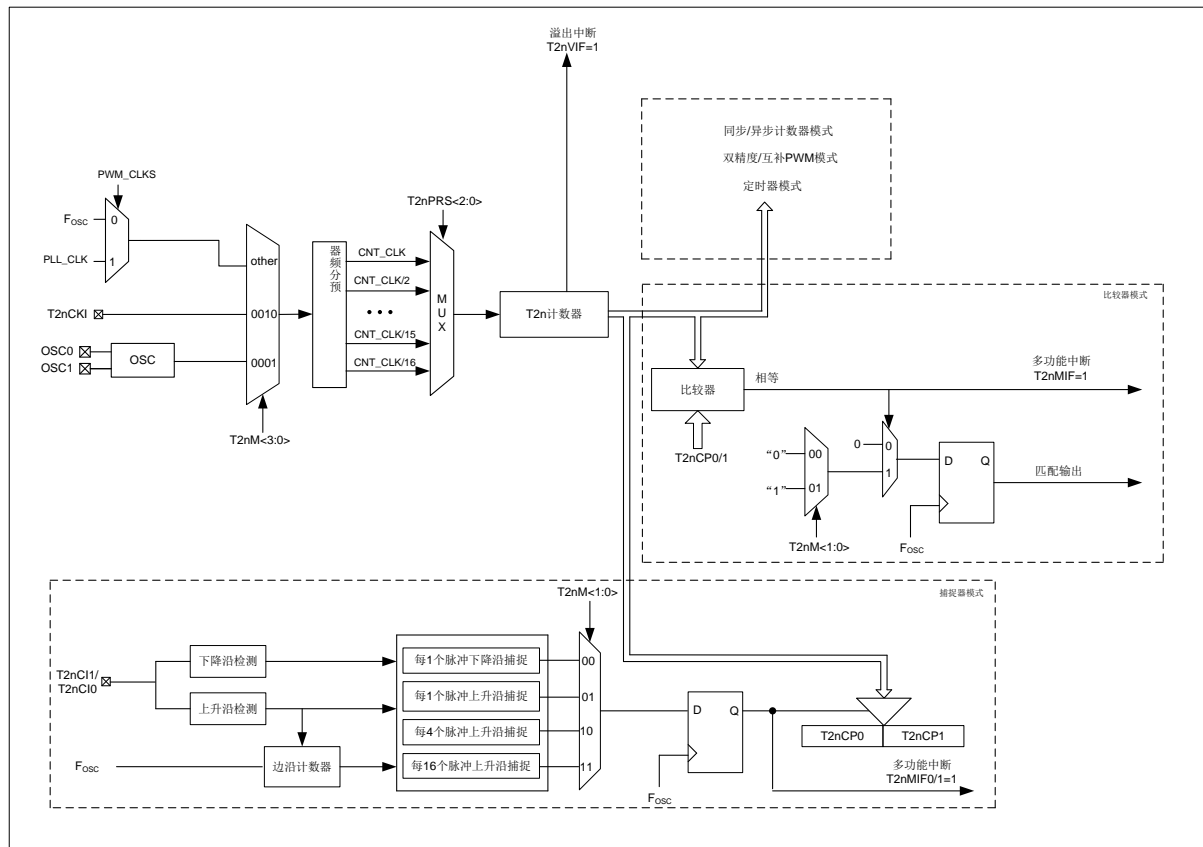 溢出中断
T2nVIF=1
同步/异步计数器模式
双精度/互补PWM模式
定时器模式
PWM_CLKS
FOSC
0
PLL_CLK
1
T2nCKI
OSC0
OSC1
OSC
other
0010
0001
T2nM<3:0>
器频分预
T2nPRS<2:0>
CNT_CLK
CNT_CLK/2
•••
CNT_CLK/15
CNT_CLK/16
MUX
T2n计数器
比较器模式
比较器
相等
多功能中断
T2nMIF=1
T2nCP0/1
“0”
00
“1”
01
T2nM<1:0>
0
0
1
D
Q
匹配输出
FOSC
捕捉器模式
T2nM<1:0>
T2nCI1/
T2nCI0
下降沿检测
上升沿检测
FOSC
边沿计数器
每1个脉冲下降沿捕捉
每1个脉冲上升沿捕捉
每4个脉冲上升沿捕捉
每16个脉冲上升沿捕捉
00
01
10
11
D
Q
FOSC
T2nCP0
T2nCP1
多功能中断
T2nMIF0/1=1